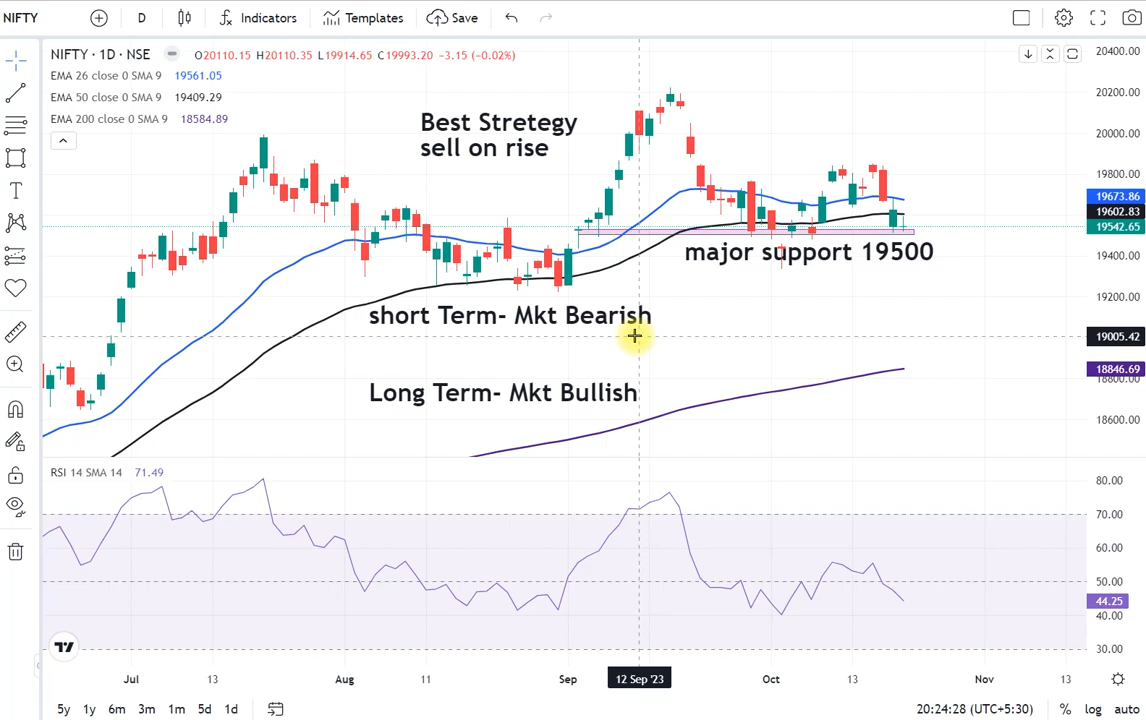 NIFTY D Indicators Templates Save
NIFTY · 1D · NSE O20110.15 H20110.35 L19914.65 C19993.20 −3.15 (−0.02%)
EMA 26 close 0 SMA 9 19561.05
EMA 50 close 0 SMA 9 19409.29
EMA 200 close 0 SMA 9 18584.89
Best Stretegy
sell on rise
major support 19500
short Term- Mkt Bearish
Long Term- Mkt Bullish
20400.00
20200.00
20000.00
19800.00
19673.86
19602.83
19542.65
19400.00
19200.00
19005.42
18846.69
18800.00
18600.00
RSI 14 SMA 14 71.49
80.00
70.00
60.00
50.00
44.25
40.00
30.00
Jul 13 Aug 11 Sep 12 Sep '23 Oct 13 Nov 13
5y 1y 6m 3m 1m 5d 1d 20:24:28 (UTC+5:30) % log auto